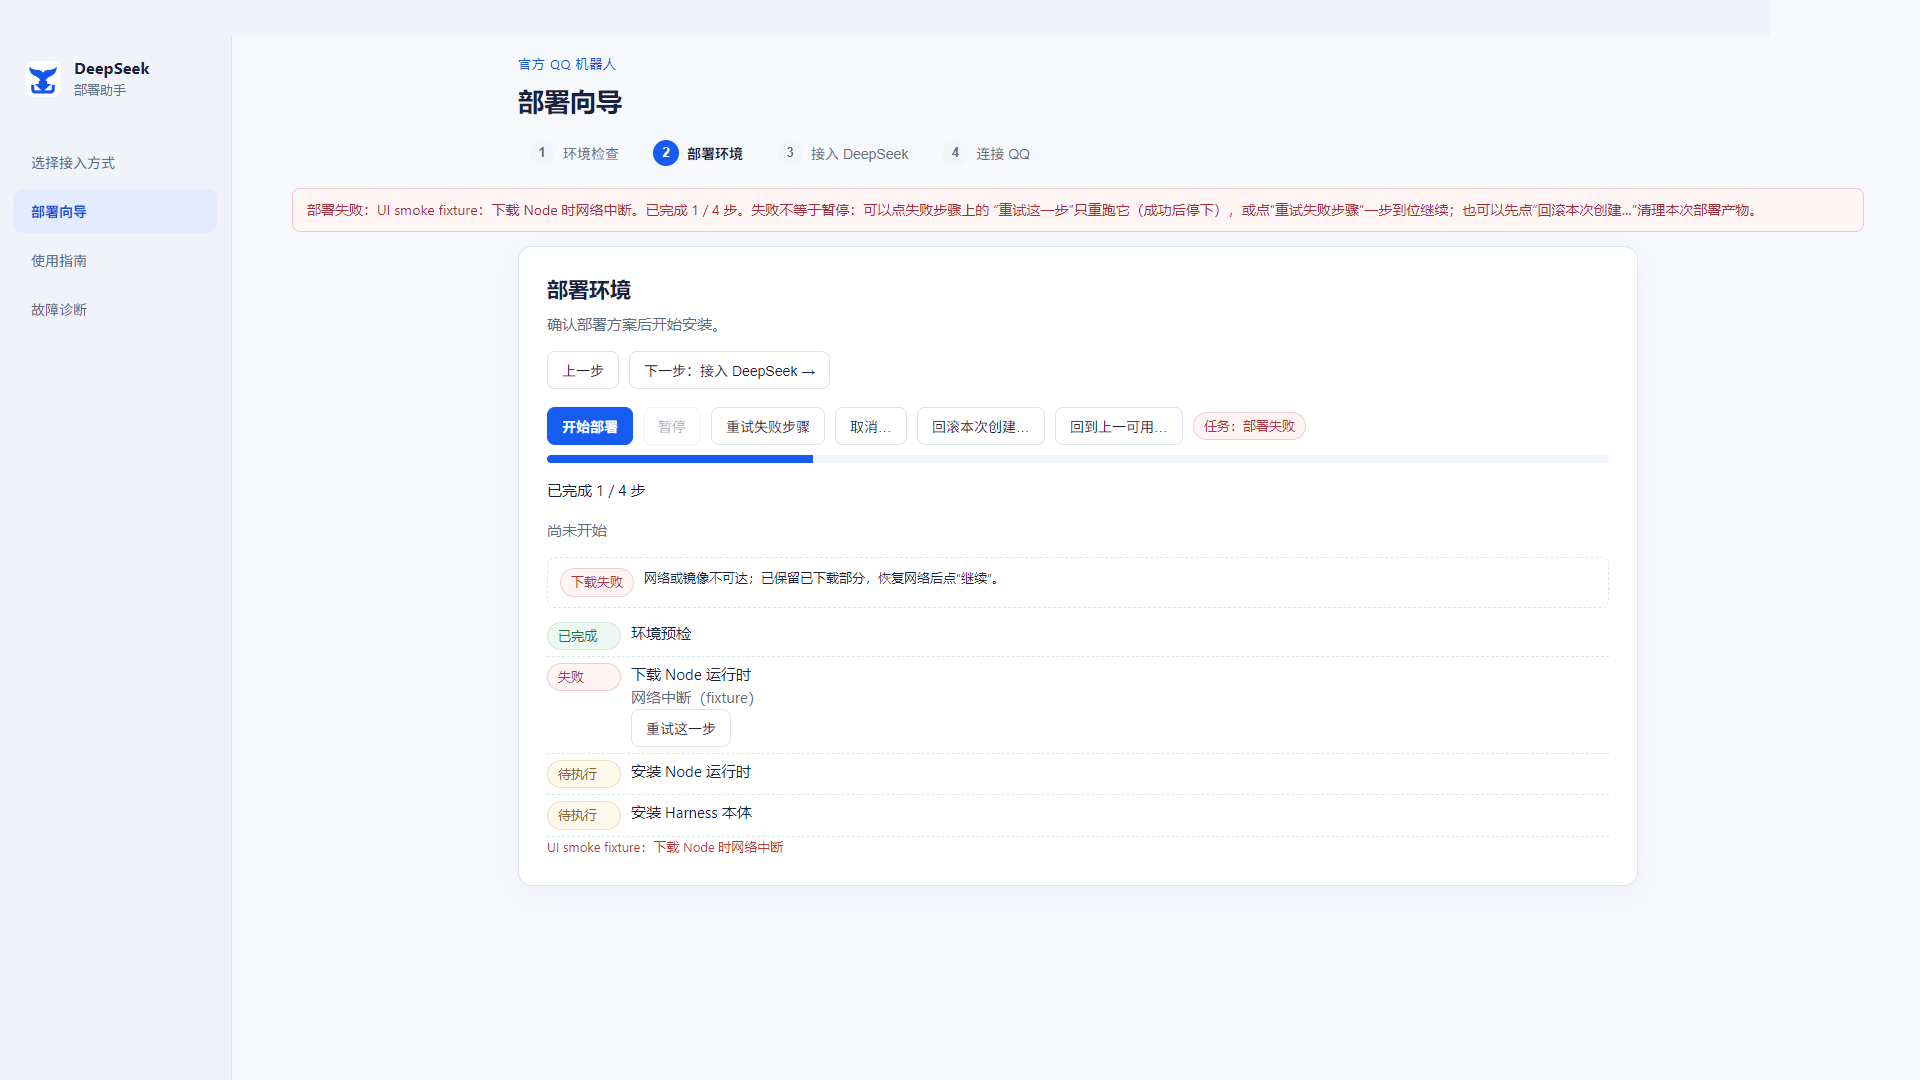 DeepSeek
部署助手
选择接入方式
部署向导
使用指南
故障诊断
官方 QQ 机器人
部署向导
1 环境检查 2 部署环境 3 接入 DeepSeek 4 连接 QQ
部署失败：UI smoke fixture：下载 Node 时网络中断。已完成 1 / 4 步。失败不等于暂停：可以点失败步骤上的 “重试这一步”只重跑它（成功后停下），或点“重试失败步骤”一步到位继续；也可以先点“回滚本次创建…”清理本次部署产物。
部署环境
确认部署方案后开始安装。
上一步 下一步：接入 DeepSeek →
开始部署 暂停 重试失败步骤 取消… 回滚本次创建… 回到上一可用… 任务：部署失败
已完成 1 / 4 步
尚未开始
下载失败 网络或镜像不可达；已保留已下载部分，恢复网络后点“继续”。
已完成 环境预检
失败 下载 Node 运行时
网络中断（fixture）
重试这一步
待执行 安装 Node 运行时
待执行 安装 Harness 本体
UI smoke fixture：下载 Node 时网络中断